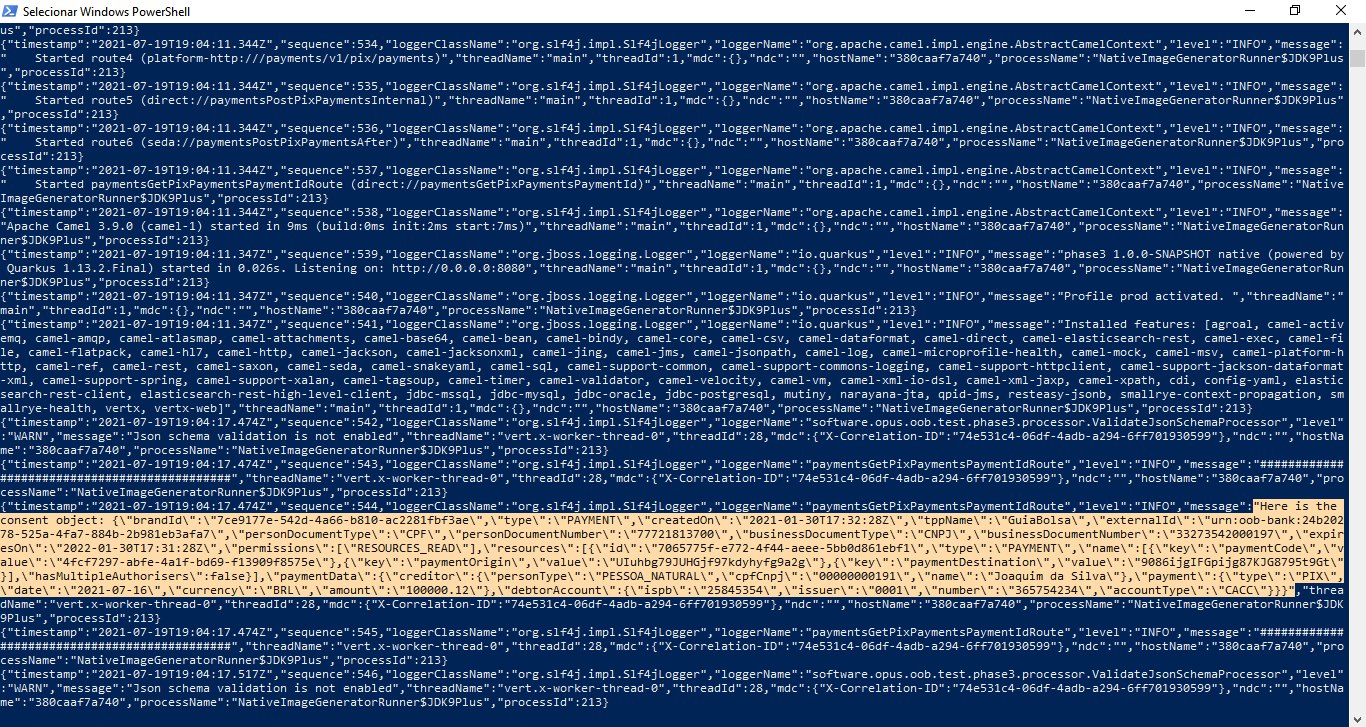 Selecionar Windows PowerShell
us","processId":213}
{"timestamp":"2021-07-19T19:04:11.344Z","sequence":534,"loggerClassName":"org.slf4j.impl.Slf4jLogger","loggerName":"org.apache.camel.impl.engine.AbstractCamelContext","level":"INFO","message":
"    Started route4 (platform-http:///payments/v1/pix/payments)","threadName":"main","threadId":1,"mdc":{},"ndc":"","hostName":"380caaf7a740","processName":"NativeImageGeneratorRunner$JDK9Plus
","processId":213}
{"timestamp":"2021-07-19T19:04:11.344Z","sequence":535,"loggerClassName":"org.slf4j.impl.Slf4jLogger","loggerName":"org.apache.camel.impl.engine.AbstractCamelContext","level":"INFO","message":
"    Started route5 (direct://paymentsPostPixPaymentsInternal)","threadName":"main","threadId":1,"mdc":{},"ndc":"","hostName":"380caaf7a740","processName":"NativeImageGeneratorRunner$JDK9Plus"
,"processId":213}
{"timestamp":"2021-07-19T19:04:11.344Z","sequence":536,"loggerClassName":"org.slf4j.impl.Slf4jLogger","loggerName":"org.apache.camel.impl.engine.AbstractCamelContext","level":"INFO","message":
"    Started route6 (seda://paymentsPostPixPaymentsAfter)","threadName":"main","threadId":1,"mdc":{},"ndc":"","hostName":"380caaf7a740","processName":"NativeImageGeneratorRunner$JDK9Plus","pro
cessId":213}
{"timestamp":"2021-07-19T19:04:11.344Z","sequence":537,"loggerClassName":"org.slf4j.impl.Slf4jLogger","loggerName":"org.apache.camel.impl.engine.AbstractCamelContext","level":"INFO","message":
"    Started paymentsGetPixPaymentsPaymentIdRoute (direct://paymentsGetPixPaymentsPaymentId)","threadName":"main","threadId":1,"mdc":{},"ndc":"","hostName":"380caaf7a740","processName":"Native
ImageGeneratorRunner$JDK9Plus","processId":213}
{"timestamp":"2021-07-19T19:04:11.344Z","sequence":538,"loggerClassName":"org.slf4j.impl.Slf4jLogger","loggerName":"org.apache.camel.impl.engine.AbstractCamelContext","level":"INFO","message":
"Apache Camel 3.9.0 (camel-1) started in 9ms (build:0ms init:2ms start:7ms)","threadName":"main","threadId":1,"mdc":{},"ndc":"","hostName":"380caaf7a740","processName":"NativeImageGeneratorRun
ner$JDK9Plus","processId":213}
{"timestamp":"2021-07-19T19:04:11.347Z","sequence":539,"loggerClassName":"org.jboss.logging.Logger","loggerName":"io.quarkus","level":"INFO","message":"phase3 1.0.0-SNAPSHOT native (powered by
 Quarkus 1.13.2.Final) started in 0.026s. Listening on: http://0.0.0.0:8080","threadName":"main","threadId":1,"mdc":{},"ndc":"","hostName":"380caaf7a740","processName":"NativeImageGeneratorRun
ner$JDK9Plus","processId":213}
{"timestamp":"2021-07-19T19:04:11.347Z","sequence":540,"loggerClassName":"org.jboss.logging.Logger","loggerName":"io.quarkus","level":"INFO","message":"Profile prod activated. ","threadName":"
main","threadId":1,"mdc":{},"ndc":"","hostName":"380caaf7a740","processName":"NativeImageGeneratorRunner$JDK9Plus","processId":213}
{"timestamp":"2021-07-19T19:04:11.347Z","sequence":541,"loggerClassName":"org.jboss.logging.Logger","loggerName":"io.quarkus","level":"INFO","message":"Installed features: [agroal, camel-activ
emq, camel-amqp, camel-atlasmap, camel-attachments, camel-base64, camel-bean, camel-bindy, camel-core, camel-csv, camel-dataformat, camel-direct, camel-elasticsearch-rest, camel-exec, camel-fi
le, camel-flatpack, camel-hl7, camel-http, camel-jackson, camel-jacksonxml, camel-jing, camel-jms, camel-jsonpath, camel-log, camel-microprofile-health, camel-mock, camel-msv, camel-platform-h
ttp, camel-ref, camel-rest, camel-saxon, camel-seda, camel-snakeyaml, camel-sql, camel-support-common, camel-support-commons-logging, camel-support-httpclient, camel-support-jackson-dataformat
-xml, camel-support-spring, camel-support-xalan, camel-tagsoup, camel-timer, camel-validator, camel-velocity, camel-vm, camel-xml-io-dsl, camel-xml-jaxp, camel-xpath, cdi, config-yaml, elastic
search-rest-client, elasticsearch-rest-high-level-client, jdbc-mssql, jdbc-mysql, jdbc-oracle, jdbc-postgresql, mutiny, narayana-jta, qpid-jms, resteasy-jsonb, smallrye-context-propagation, sm
allrye-health, vertx, vertx-web]","threadName":"main","threadId":1,"mdc":{},"ndc":"","hostName":"380caaf7a740","processName":"NativeImageGeneratorRunner$JDK9Plus","processId":213}
{"timestamp":"2021-07-19T19:04:17.474Z","sequence":542,"loggerClassName":"org.slf4j.impl.Slf4jLogger","loggerName":"software.opus.oob.test.phase3.processor.ValidateJsonSchemaProcessor","level"
:"WARN","message":"Json schema validation is not enabled","threadName":"vert.x-worker-thread-0","threadId":28,"mdc":{"X-Correlation-ID":"74e531c4-06df-4adb-a294-6ff701930599"},"ndc":"","hostNa
me":"380caaf7a740","processName":"NativeImageGeneratorRunner$JDK9Plus","processId":213}
{"timestamp":"2021-07-19T19:04:17.474Z","sequence":543,"loggerClassName":"org.slf4j.impl.Slf4jLogger","loggerName":"paymentsGetPixPaymentsPaymentIdRoute","level":"INFO","message":"############
#################################","threadName":"vert.x-worker-thread-0","threadId":28,"mdc":{"X-Correlation-ID":"74e531c4-06df-4adb-a294-6ff701930599"},"ndc":"","hostName":"380caaf7a740","pro
cessName":"NativeImageGeneratorRunner$JDK9Plus","processId":213}
{"timestamp":"2021-07-19T19:04:17.474Z","sequence":544,"loggerClassName":"org.slf4j.impl.Slf4jLogger","loggerName":"paymentsGetPixPaymentsPaymentIdRoute","level":"INFO","message":"Here is the
consent object: {\"brandId\":\"7ce9177e-542d-4a66-b810-ac2281fbf3ae\",\"type\":\"PAYMENT\",\"createdOn\":\"2021-01-30T17:32:28Z\",\"tppName\":\"GuiaBolsa\",\"externalId\":\"urn:oob-bank:24b202
78-525a-4fa7-884b-2b981eb3afa7\",\"personDocumentType\":\"CPF\",\"personDocumentNumber\":\"77721813700\",\"businessDocumentType\":\"CNPJ\",\"businessDocumentNumber\":\"33273542000197\",\"expir
esOn\":\"2022-01-30T17:31:28Z\",\"permissions\":[\"RESOURCES_READ\"],\"resources\":[{\"id\":\"7065775f-e772-4f44-aeee-5bb0d861ebf1\",\"type\":\"PAYMENT\",\"name\":[{\"key\":\"paymentCode\",\"v
alue\":\"4fcf7297-abfe-4a1f-bd69-f13909f8575e\"},{\"key\":\"paymentOrigin\",\"value\":\"UIuhbg79JUHGjf97kdyhyfg9a2g\"},{\"key\":\"paymentDestination\",\"value\":\"9086ijgIFGpijg87KJG8795t9Gt\"
}],\"hasMultipleAuthorisers\":false}],\"paymentData\":{\"creditor\":{\"personType\":\"PESSOA_NATURAL\",\"cpfCnpj\":\"00000000191\",\"name\":\"Joaquim da Silva\"},\"payment\":{\"type\":\"PIX\",
\"date\":\"2021-07-16\",\"currency\":\"BRL\",\"amount\":\"100000.12\"},\"debtorAccount\":{\"ispb\":\"25845354\",\"issuer\":\"0001\",\"number\":\"365754234\",\"accountType\":\"CACC\"}}}","threa
dName":"vert.x-worker-thread-0","threadId":28,"mdc":{"X-Correlation-ID":"74e531c4-06df-4adb-a294-6ff701930599"},"ndc":"","hostName":"380caaf7a740","processName":"NativeImageGeneratorRunner$JDK
9Plus","processId":213}
{"timestamp":"2021-07-19T19:04:17.474Z","sequence":545,"loggerClassName":"org.slf4j.impl.Slf4jLogger","loggerName":"paymentsGetPixPaymentsPaymentIdRoute","level":"INFO","message":"############
#################################","threadName":"vert.x-worker-thread-0","threadId":28,"mdc":{"X-Correlation-ID":"74e531c4-06df-4adb-a294-6ff701930599"},"ndc":"","hostName":"380caaf7a740","pro
cessName":"NativeImageGeneratorRunner$JDK9Plus","processId":213}
{"timestamp":"2021-07-19T19:04:17.517Z","sequence":546,"loggerClassName":"org.slf4j.impl.Slf4jLogger","loggerName":"software.opus.oob.test.phase3.processor.ValidateJsonSchemaProcessor","level"
:"WARN","message":"Json schema validation is not enabled","threadName":"vert.x-worker-thread-0","threadId":28,"mdc":{"X-Correlation-ID":"74e531c4-06df-4adb-a294-6ff701930599"},"ndc":"","hostNa
me":"380caaf7a740","processName":"NativeImageGeneratorRunner$JDK9Plus","processId":213}